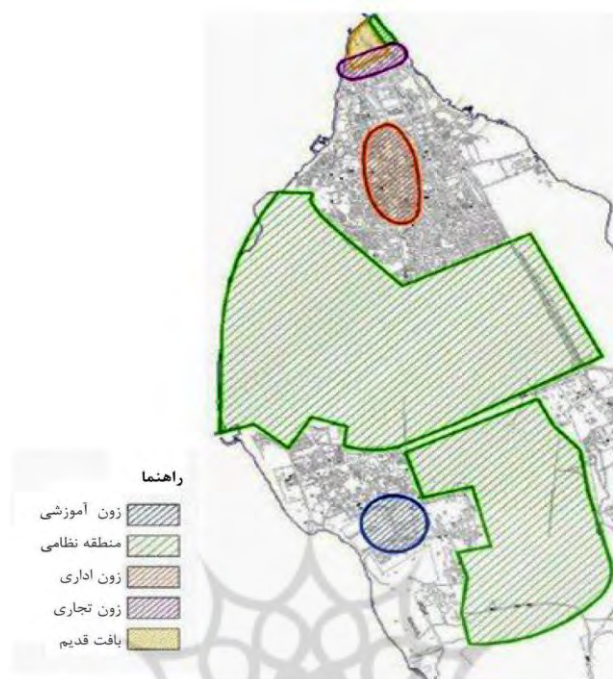 راهنما
زون آموزشی
منطقه نظامی
زون اداری
زون تجاری
بافت قدیم